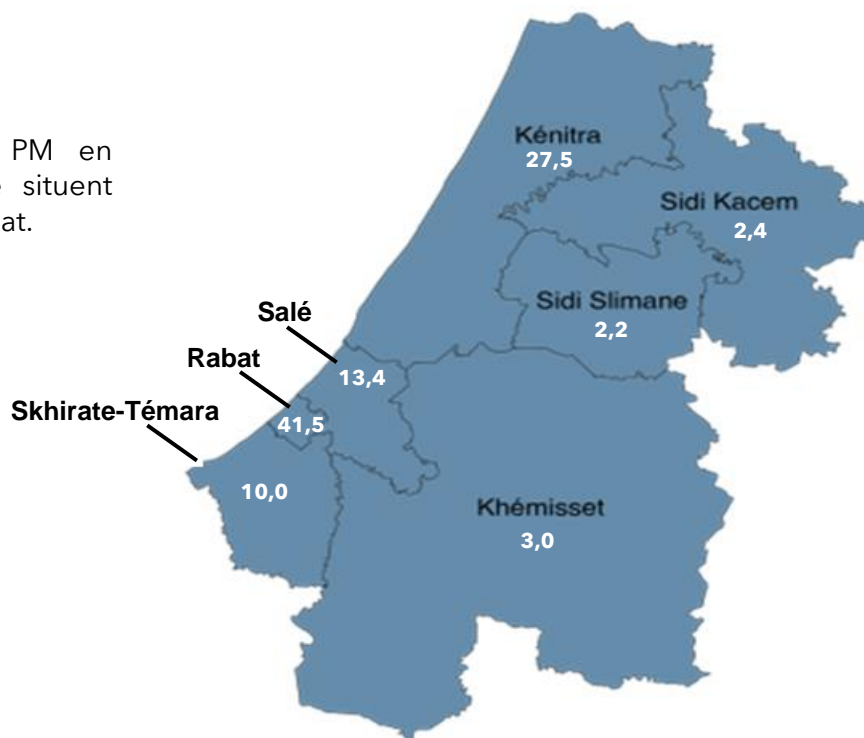 PM en
situent
at.
Kénitra
27,5
Sidi Kacem
2,4
Sidi Slimane
2,2
Salé
13,4
Rabat
41,5
Skhirate-Témara
10,0
Khémisset
3,0